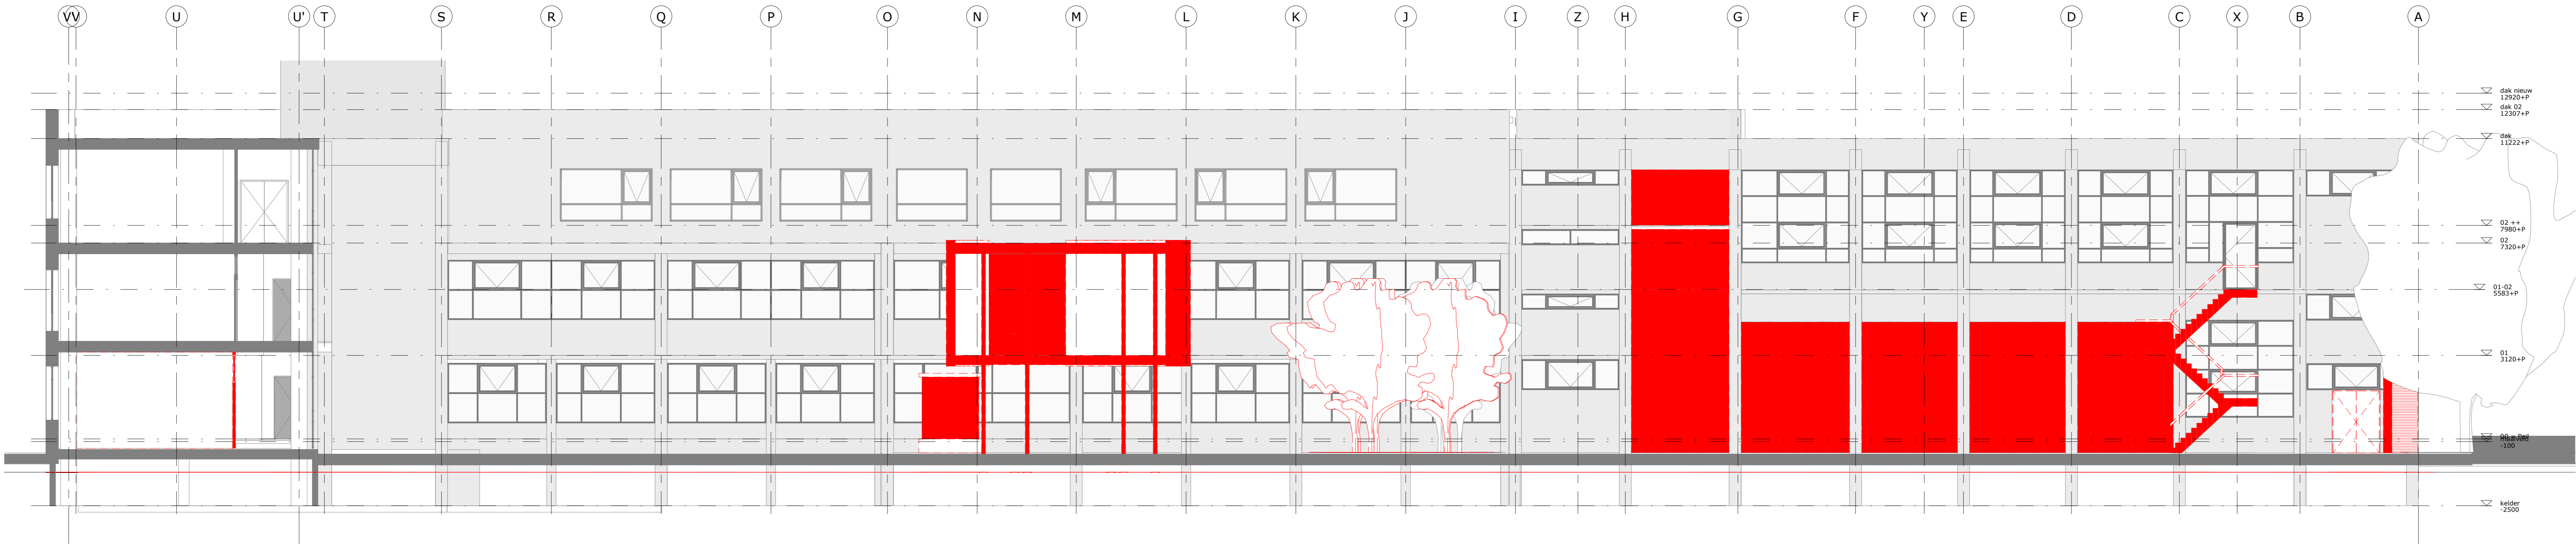 V V U U' T S R Q P O N M L K J I Z H G F Y E D C X B A
dak nieuw
12920+P
dak 02
12307+P
dak
11222+P
02 ++
7980+P
02
7320+P
01-02
5583+P
01
3120+P
-100
kelder
-2500